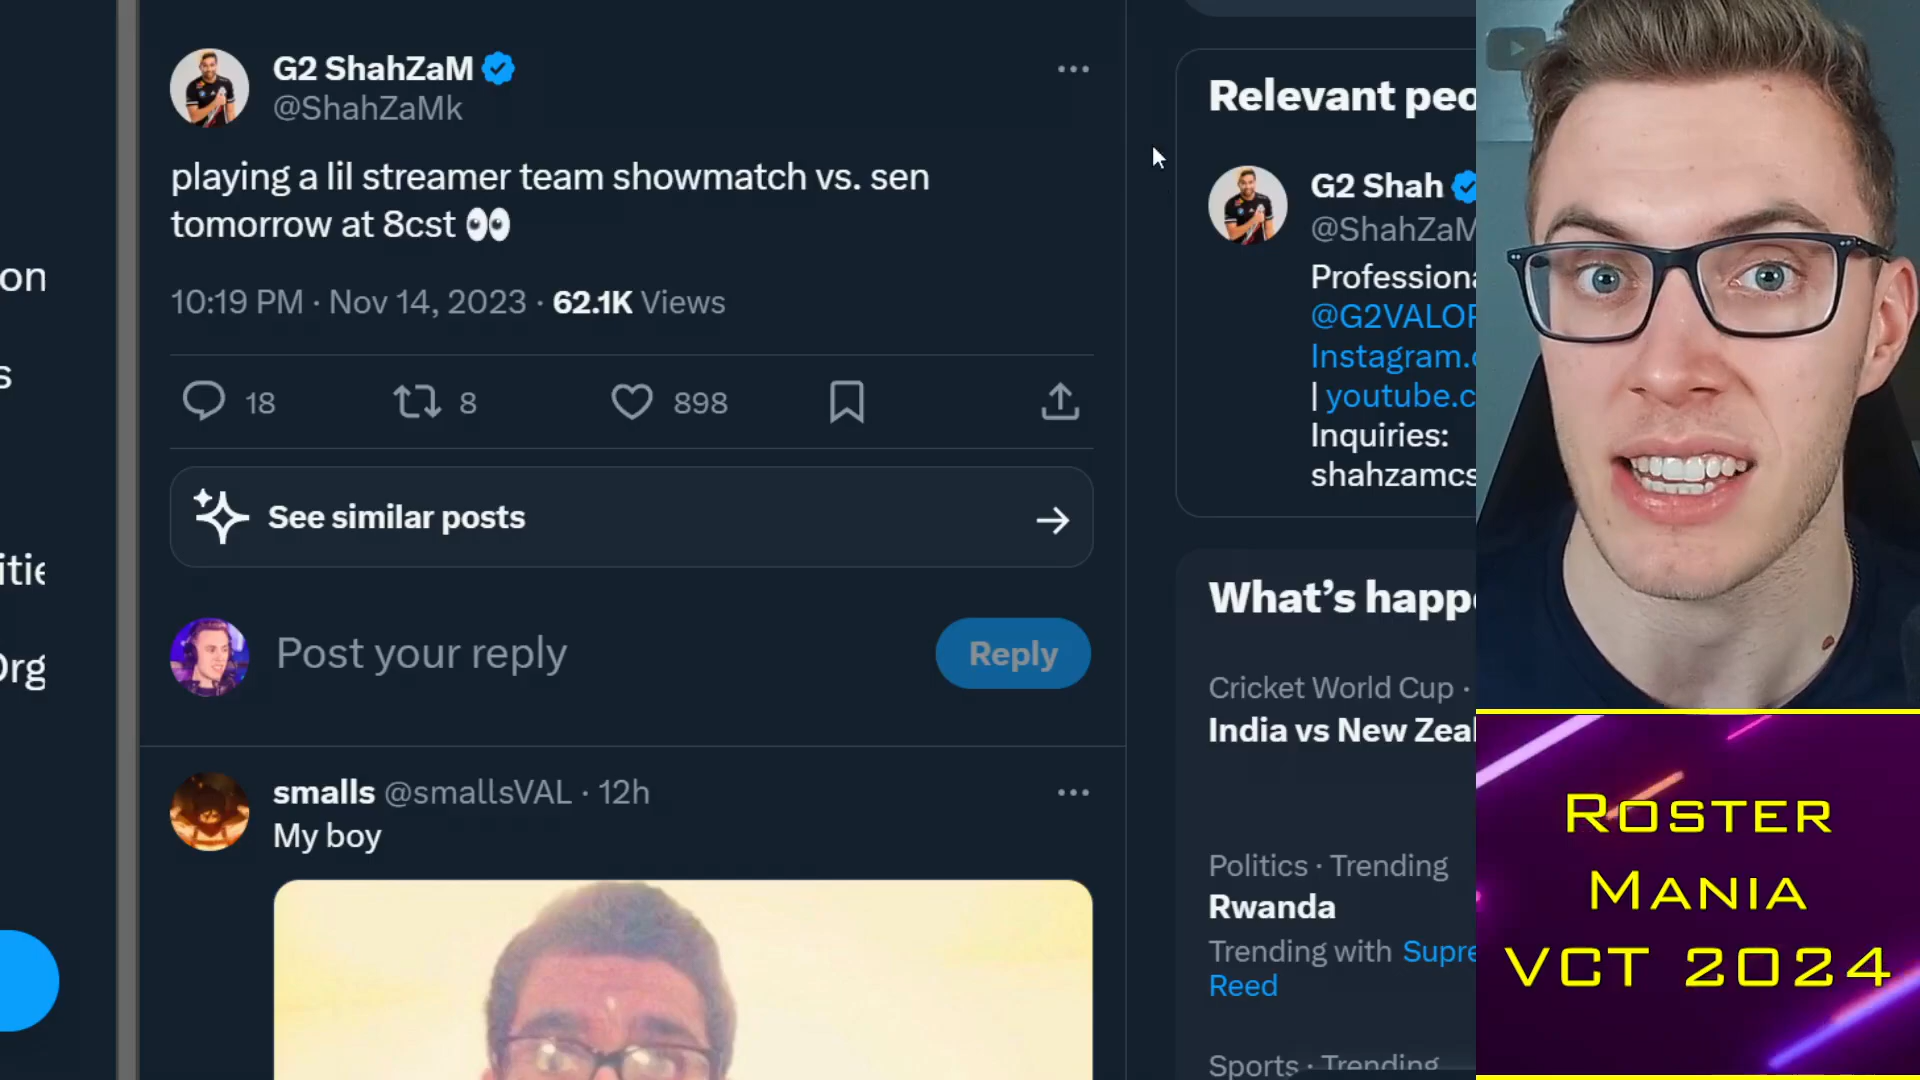 G2 ShahZaM
@ShahZaMk
playing a lil streamer team showmatch vs. sen
tomorrow at 8cst 👀
10:19 PM · Nov 14, 2023 · 62.1K Views
18
8
898
See similar posts
Post your reply
Reply
smalls @smallsVAL · 12h
My boy
on
s
itie
Org
Relevant peo
G2 Shah
@ShahZaM
Professiona
@G2VALOR
Instagram.c
| youtube.c
Inquiries:
shahzamcs
What's happe
Cricket World Cup ·
India vs New Zeal
Politics · Trending
Rwanda
Trending with Supre
Reed
Sports · Trending
ROSTER
MANIA
VCT 2024